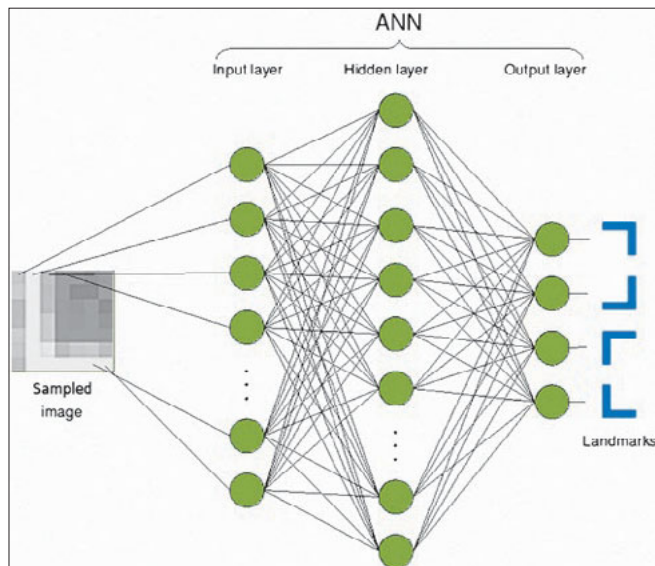 ANN
Input layer
Hidden layer
Output layer
Sampled
image
Landmarks